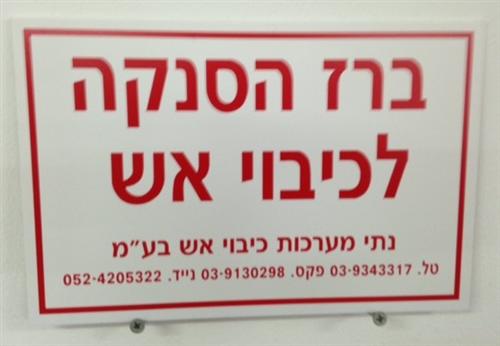 ברז הסנקה
לכיבוי אש
נתי מערכות כיבוי אש בע״מ
טל. 03-9343317 פקס. 03-9130298 נייד. 052-4205322